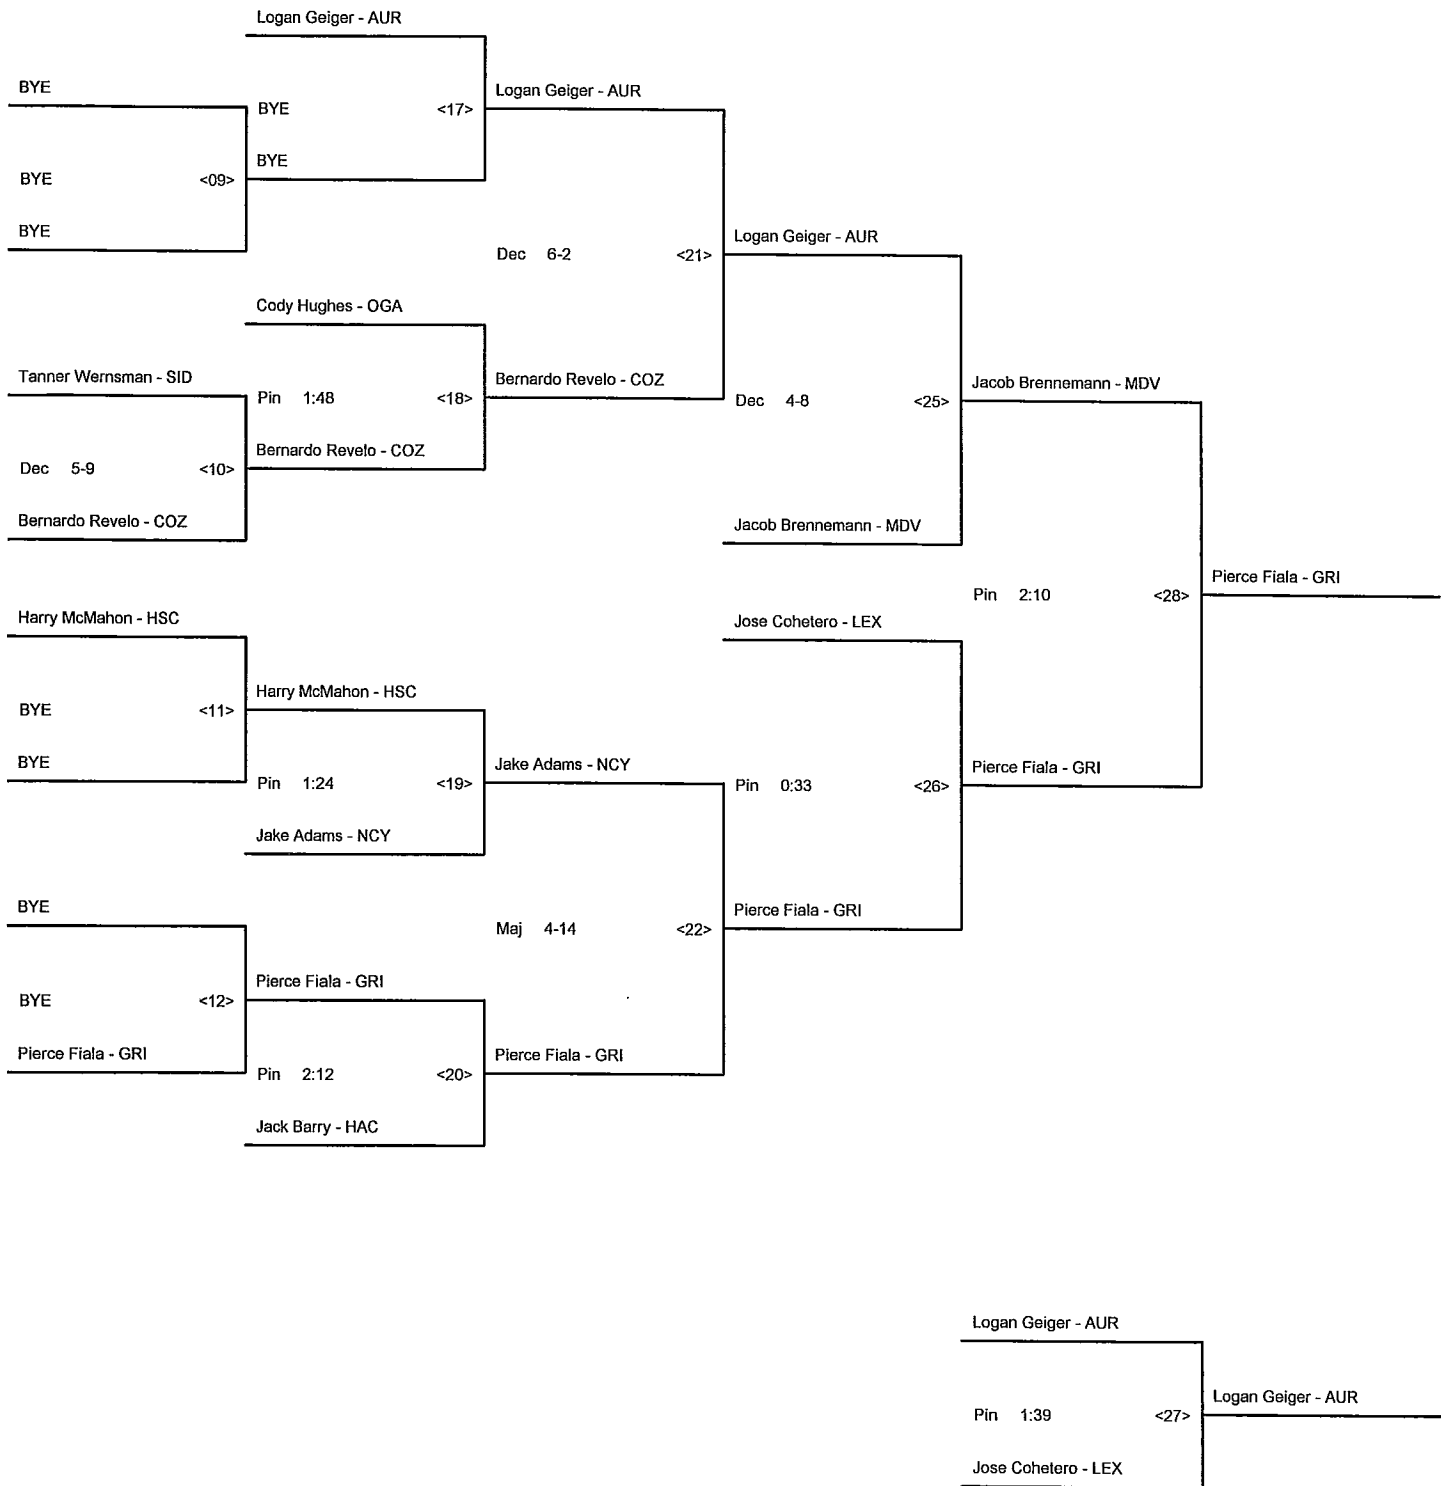 Logan Geiger - AUR
BYE
BYE <17>
Logan Geiger - AUR
BYE
BYE <09>
BYE
Dec 6-2 <21>
Logan Geiger - AUR
Cody Hughes - OGA
Tanner Wernsman - SID
Pin 1:48 <18>
Bernardo Revelo - COZ
Dec 4-8 <25>
Jacob Brennemann - MDV
Bernardo Revelo - COZ
Dec 5-9 <10>
Bernardo Revelo - COZ
Jacob Brennemann - MDV
Pin 2:10 <28>
Pierce Fiala - GRI
Harry McMahon - HSC
Jose Cohetero - LEX
Harry McMahon - HSC
BYE <11>
BYE
Pin 1:24 <19>
Jake Adams - NCY
Pin 0:33 <26>
Pierce Fiala - GRI
Jake Adams - NCY
BYE
Maj 4-14 <22>
Pierce Fiala - GRI
Pierce Fiala - GRI
BYE <12>
Pierce Fiala - GRI
Pin 2:12 <20>
Pierce Fiala - GRI
Jack Barry - HAC
Logan Geiger - AUR
Pin 1:39 <27>
Logan Geiger - AUR
Jose Cohetero - LEX